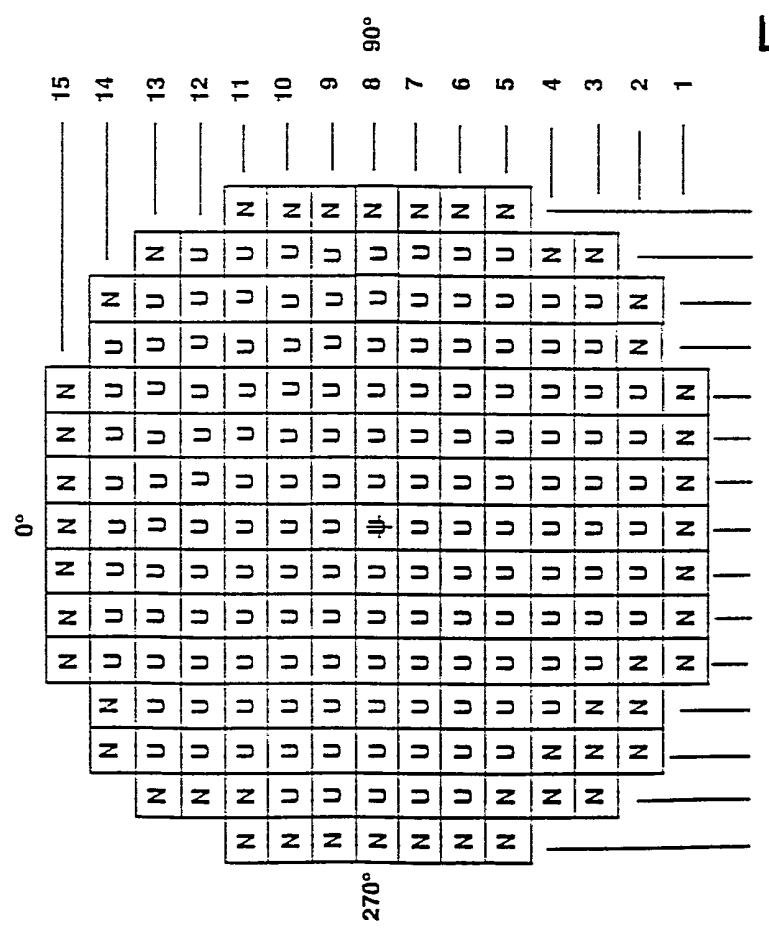 270°
N N N N N N N
N N N U U U U U N N N
N N N U U U U U U U U U N
N N U U U U U U U U U U N
N N U U U U U U U U U U U U N
N U U U U U U U U U U U U U N
N U U U U U U U U U U U U U N
N U U U U U U U U U U U U N 0°
N U U U U U U U U U U U U U N
N U U U U U U U U U U U U U N
N U U U U U U U U U U U U U N
N U U U U U U U U U U U U
N U U U U U U U U U U U N
N N U U U U U U U U N
N N N N N N N
1 2 3 4 5 6 7 8 9 10 11 12 13 14 15
90°